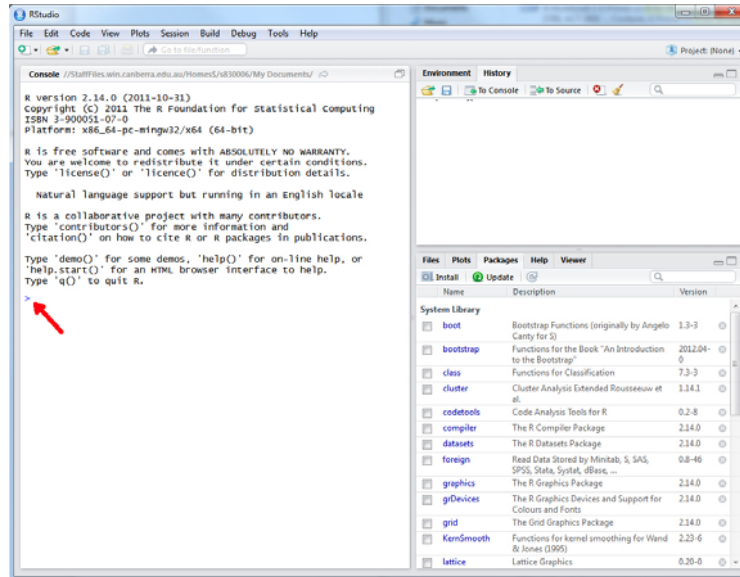 RStudio
File Edit Code View Plots Session Build Debug Tools Help
Go to file/function
Project: (None)
Console //StaffFiles.win.canberra.edu.au/Homes$/s830006/My Documents/
R version 2.14.0 (2011-10-31)
Copyright (C) 2011 The R Foundation for Statistical Computing
ISBN 3-900051-07-0
Platform: x86_64-pc-mingw32/x64 (64-bit)
R is free software and comes with ABSOLUTELY NO WARRANTY.
You are welcome to redistribute it under certain conditions.
Type 'license()' or 'licence()' for distribution details.
Natural language support but running in an English locale
R is a collaborative project with many contributors.
Type 'contributors()' for more information and
'citation()' on how to cite R or R packages in publications.
Type 'demo()' for some demos, 'help()' for on-line help, or
'help.start()' for an HTML browser interface to help.
Type 'q()' to quit R.
>
Environment History
To Console To Source
Files Plots Packages Help Viewer
Install Update
Name Description Version
System Library
boot Bootstrap Functions (originally by Angelo 1.3-3
Canty for S)
bootstrap Functions for the Book "An Introduction 2012.04-
to the Bootstrap" 0
class Functions for Classification 7.3-3
cluster Cluster Analysis Extended Rousseeuw et 1.14.1
al.
codetools Code Analysis Tools for R 0.2-8
compiler The R Compiler Package 2.14.0
datasets The R Datasets Package 2.14.0
foreign Read Data Stored by Minitab, S, SAS, 0.8-46
SPSS, Stata, Systat, dBase, ...
graphics The R Graphics Package 2.14.0
grDevices The R Graphics Devices and Support for 2.14.0
Colours and Fonts
grid The Grid Graphics Package 2.14.0
KernSmooth Functions for kernel smoothing for Wand 2.23-6
& Jones (1995)
lattice Lattice Graphics 0.20-0